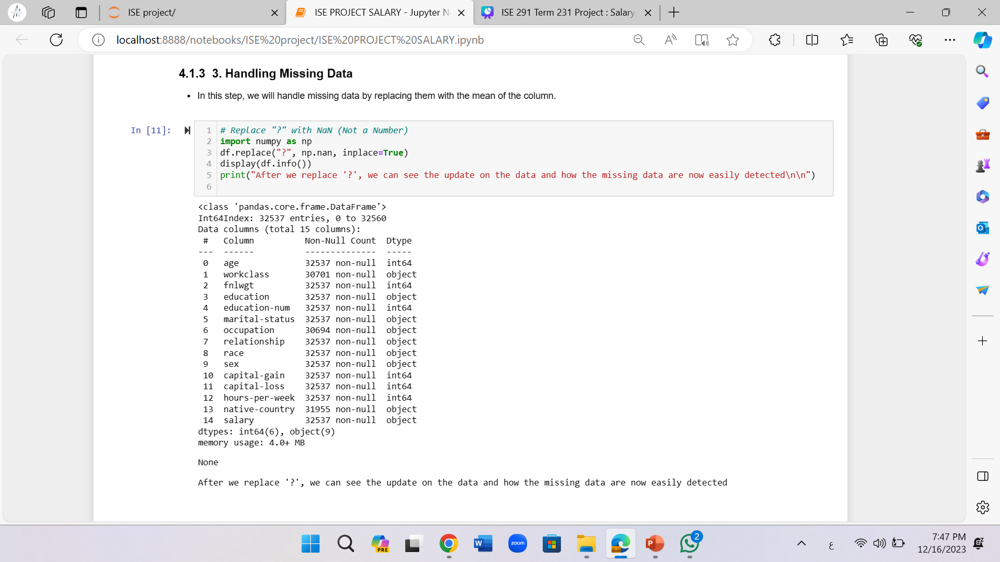 ISE project/
ISE PROJECT SALARY - Jupyter N
ISE 291 Term 231 Project : Salary
localhost:8888/notebooks/ISE%20project/ISE%20PROJECT%20SALARY.ipynb
4.1.3 3. Handling Missing Data
• In this step, we will handle missing data by replacing them with the mean of the column.
In [11]:
1 # Replace "?" with NaN (Not a Number)
2 import numpy as np
3 df.replace("?", np.nan, inplace=True)
4 display(df.info())
5 print("After we replace '?', we can see the update on the data and how the missing data are now easily detected\n\n")
6
<class 'pandas.core.frame.DataFrame'>
Int64Index: 32537 entries, 0 to 32560
Data columns (total 15 columns):
# Column Non-Null Count Dtype
--- ------ -------------- -----
0 age 32537 non-null int64
1 workclass 30701 non-null object
2 fnlwgt 32537 non-null int64
3 education 32537 non-null object
4 education-num 32537 non-null int64
5 marital-status 32537 non-null object
6 occupation 30694 non-null object
7 relationship 32537 non-null object
8 race 32537 non-null object
9 sex 32537 non-null object
10 capital-gain 32537 non-null int64
11 capital-loss 32537 non-null int64
12 hours-per-week 32537 non-null int64
13 native-country 31955 non-null object
14 salary 32537 non-null object
dtypes: int64(6), object(9)
memory usage: 4.0+ MB
None
After we replace '?', we can see the update on the data and how the missing data are now easily detected
PRE
W
zoom
P
2
ع
7:47 PM
12/16/2023